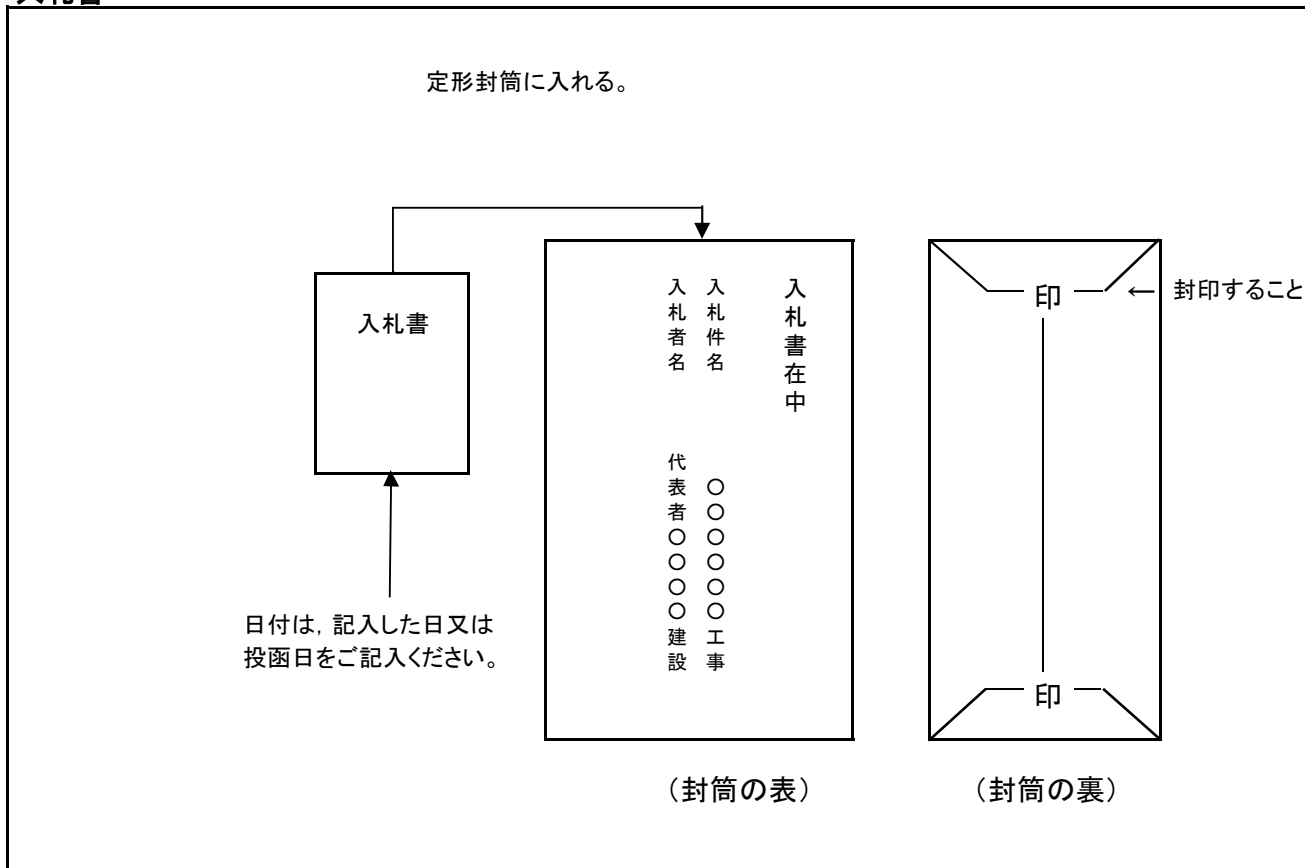 入札書
定形封筒に入れる。
入札書
日付は，記入した日又は
投函日をご記入ください。
入札書在中
入札件名　○○○○○○工事
入札者名　代表者○○○○建設
印
← 封印すること
印
（封筒の表）
（封筒の裏）